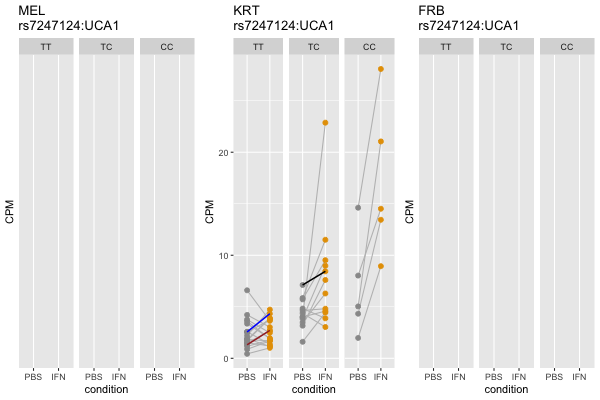 MEL
rs7247124:UCA1
TT TC CC
CPM
PBS IFN PBS IFN PBS IFN
condition
KRT
rs7247124:UCA1
TT TC CC
CPM
20
10
0
PBS IFN PBS IFN PBS IFN
condition
FRB
rs7247124:UCA1
TT TC CC
CPM
PBS IFN PBS IFN PBS IFN
condition